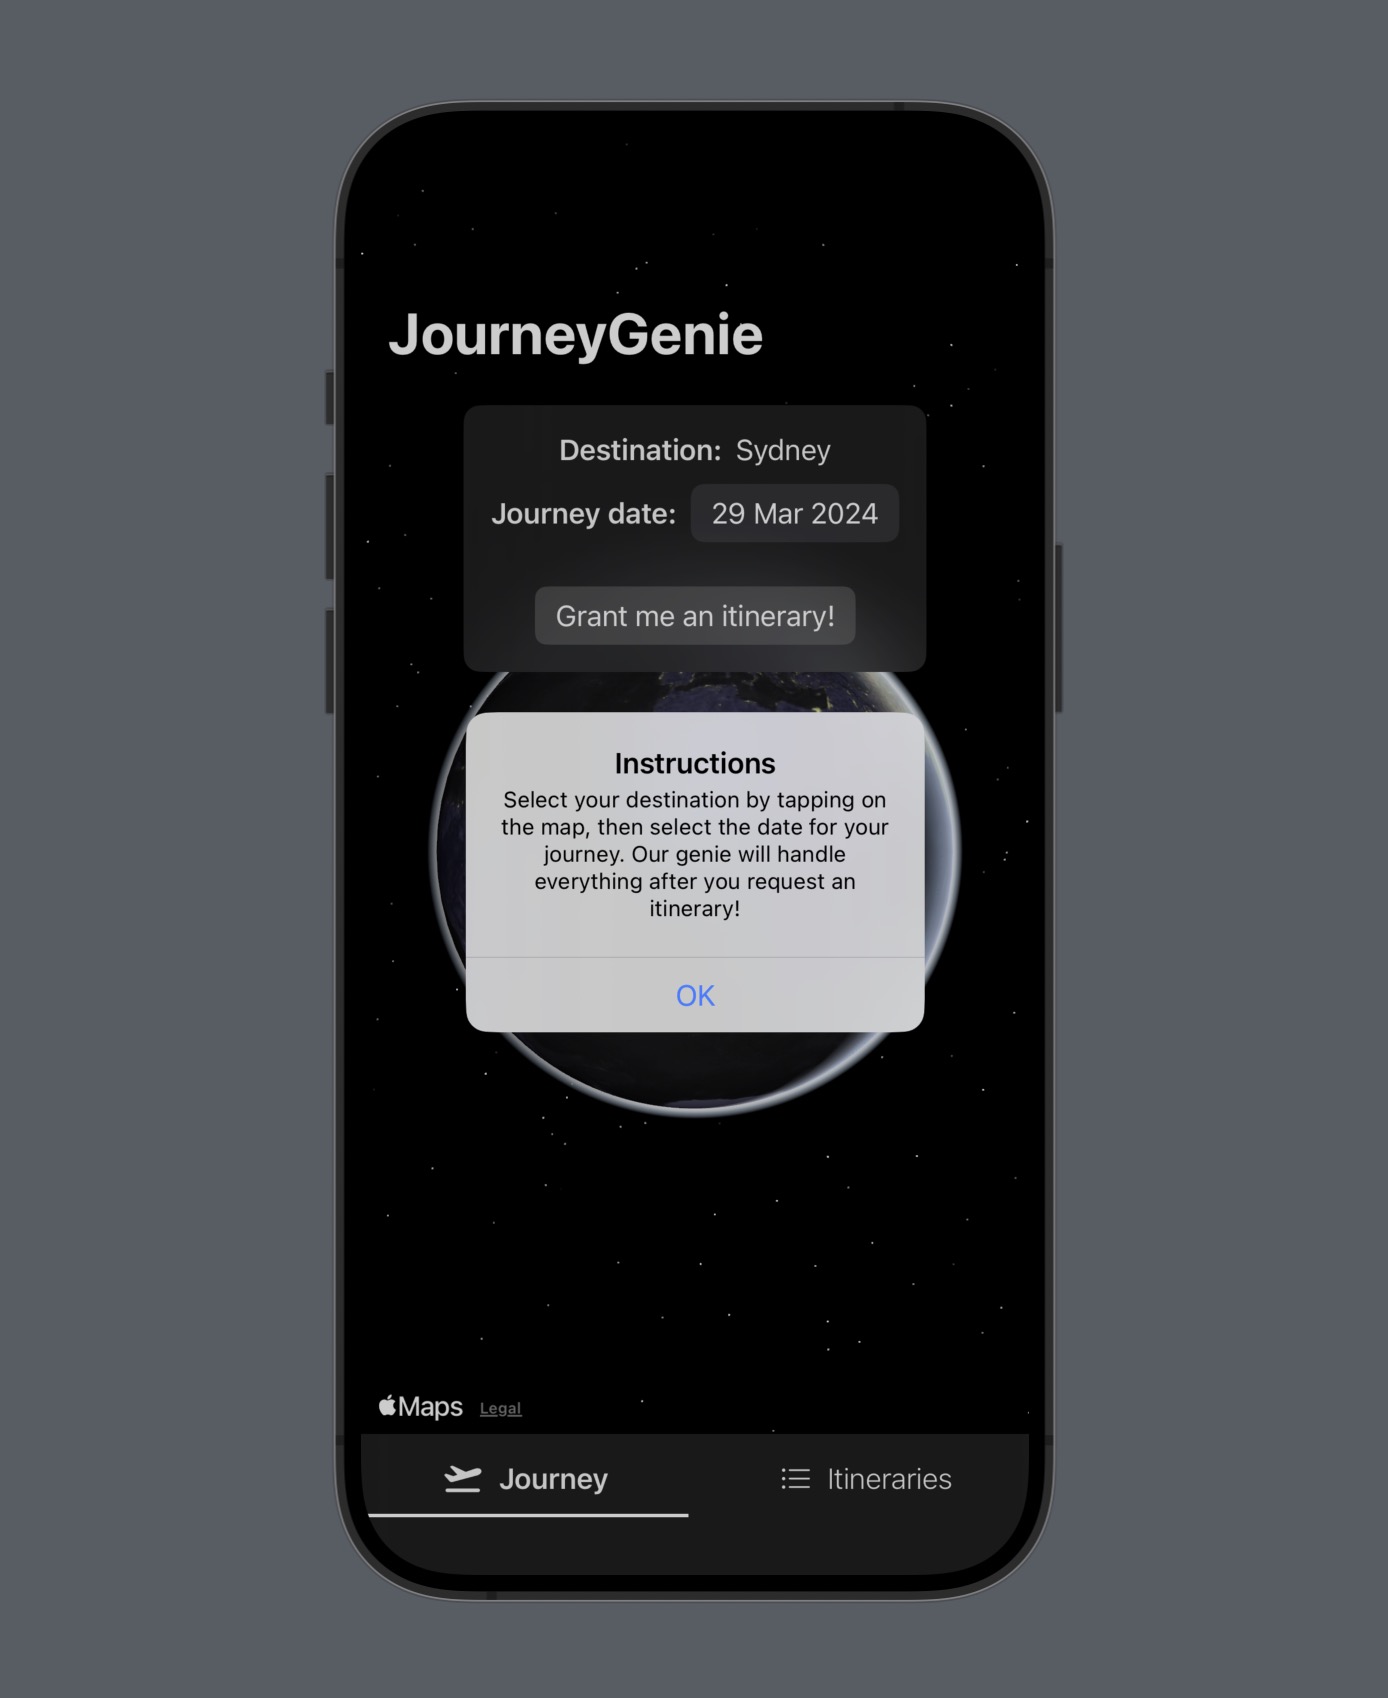 JourneyGenie
Destination: Sydney
Journey date: 29 Mar 2024
Grant me an itinerary!
Instructions
Select your destination by tapping on
the map, then select the date for your
journey. Our genie will handle
everything after you request an
itinerary!
OK
Maps Legal
Journey Itineraries